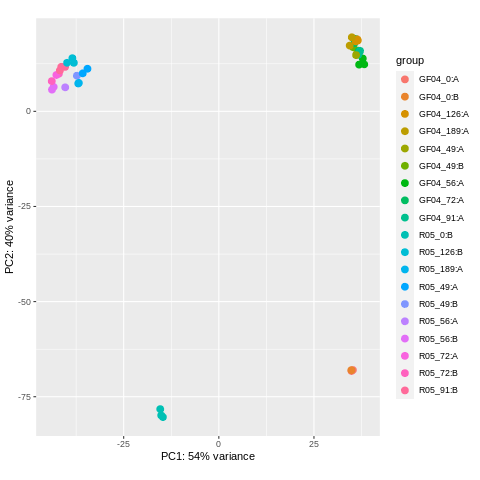 0
-25
-50
-75
-25
0
25
PC1: 54% variance
PC2: 40% variance
group
GF04_0:A
GF04_0:B
GF04_126:A
GF04_189:A
GF04_49:A
GF04_49:B
GF04_56:A
GF04_72:A
GF04_91:A
R05_0:B
R05_126:B
R05_189:A
R05_49:A
R05_49:B
R05_56:A
R05_56:B
R05_72:A
R05_72:B
R05_91:B